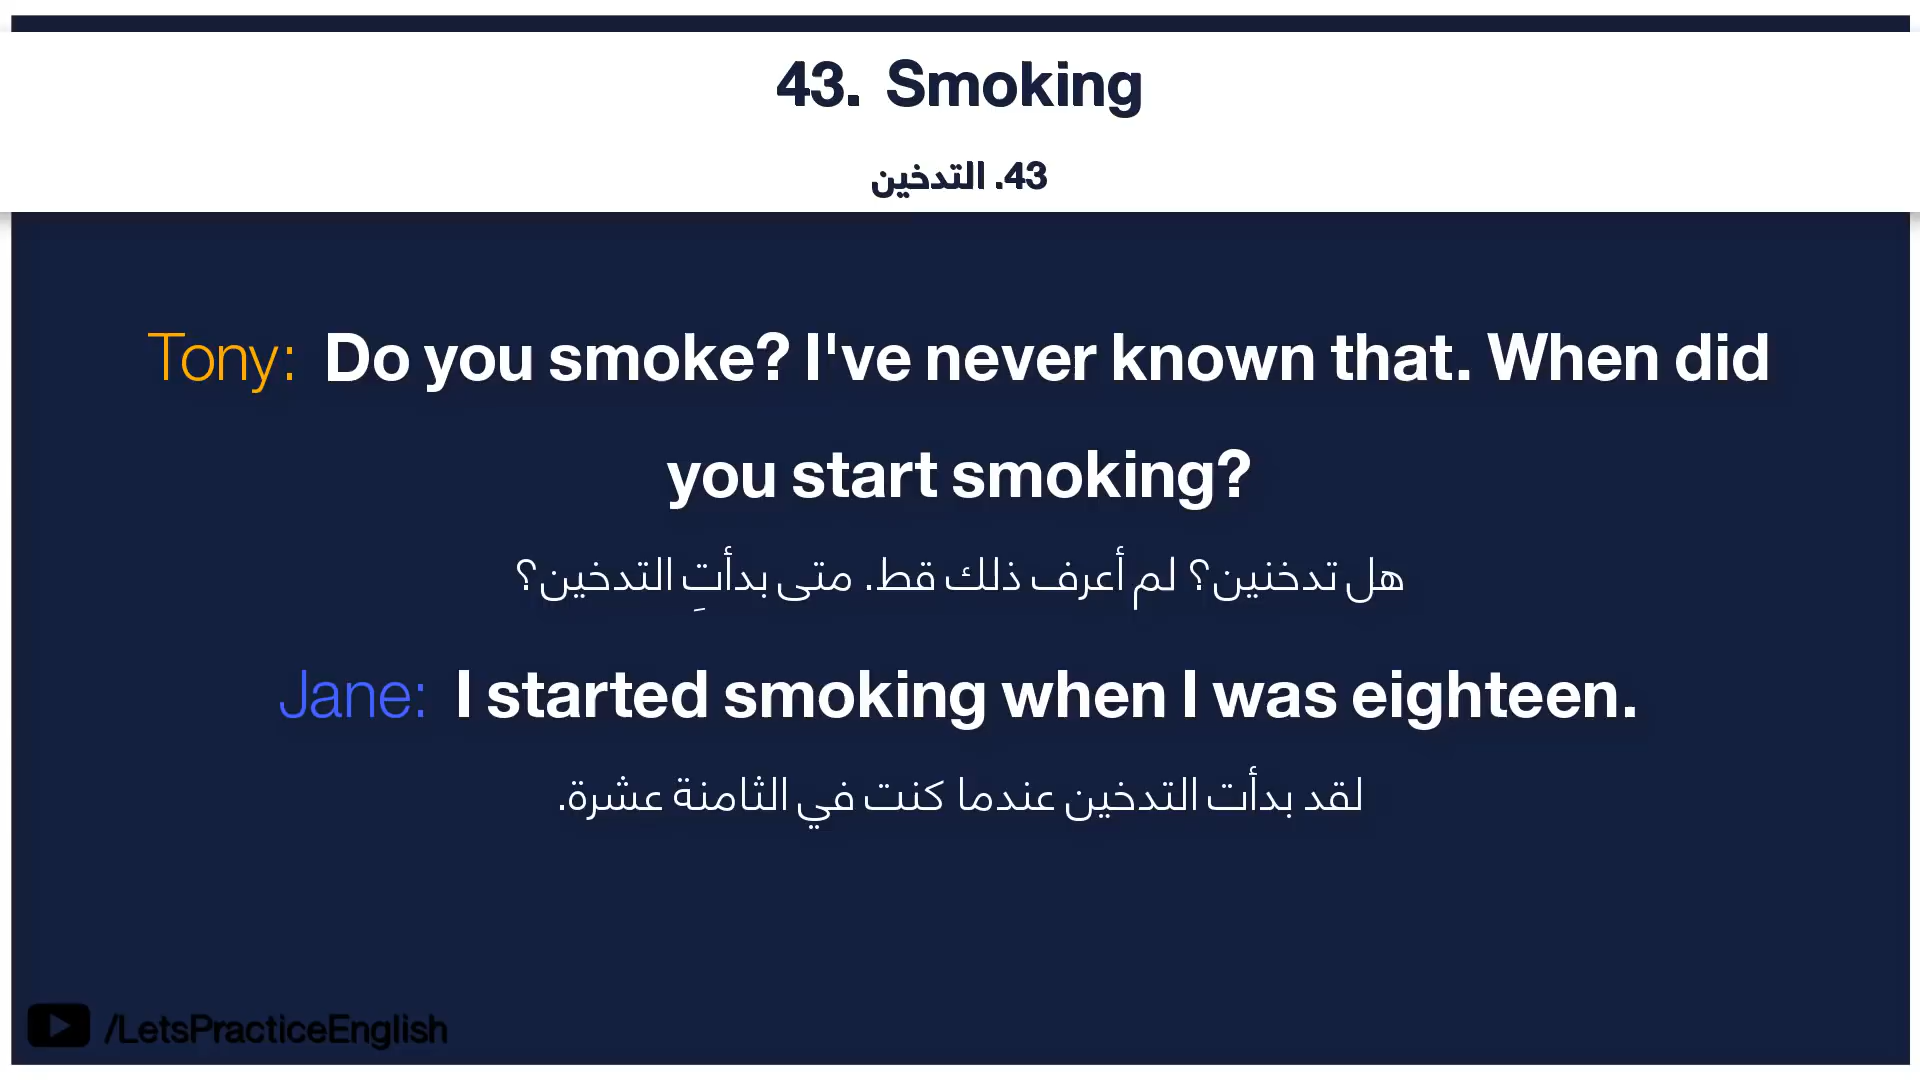 43. Smoking
43. التدخين
Tony: Do you smoke? I've never known that. When did
you start smoking?
هل تدخنين؟ لم أعرف ذلك قط. متى بدأتِ التدخين؟
Jane: I started smoking when I was eighteen.
لقد بدأت التدخين عندما كنت في الثامنة عشرة.
/LetsPracticeEnglish